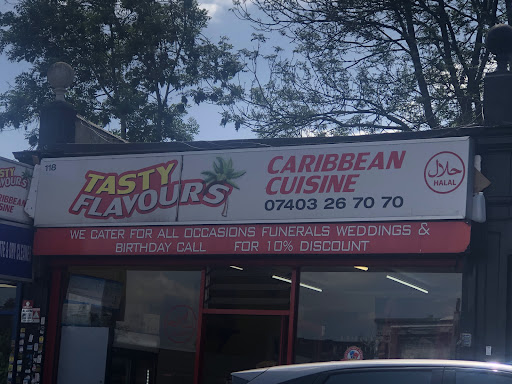 118
TASTY
FLAVOURS
CARIBBEAN
CUISINE
07403 26 70 70
حلال
HALAL
WE CATER FOR ALL OCCASIONS FUNERALS WEDDINGS &
BIRTHDAY CALL FOR 10% DISCOUNT